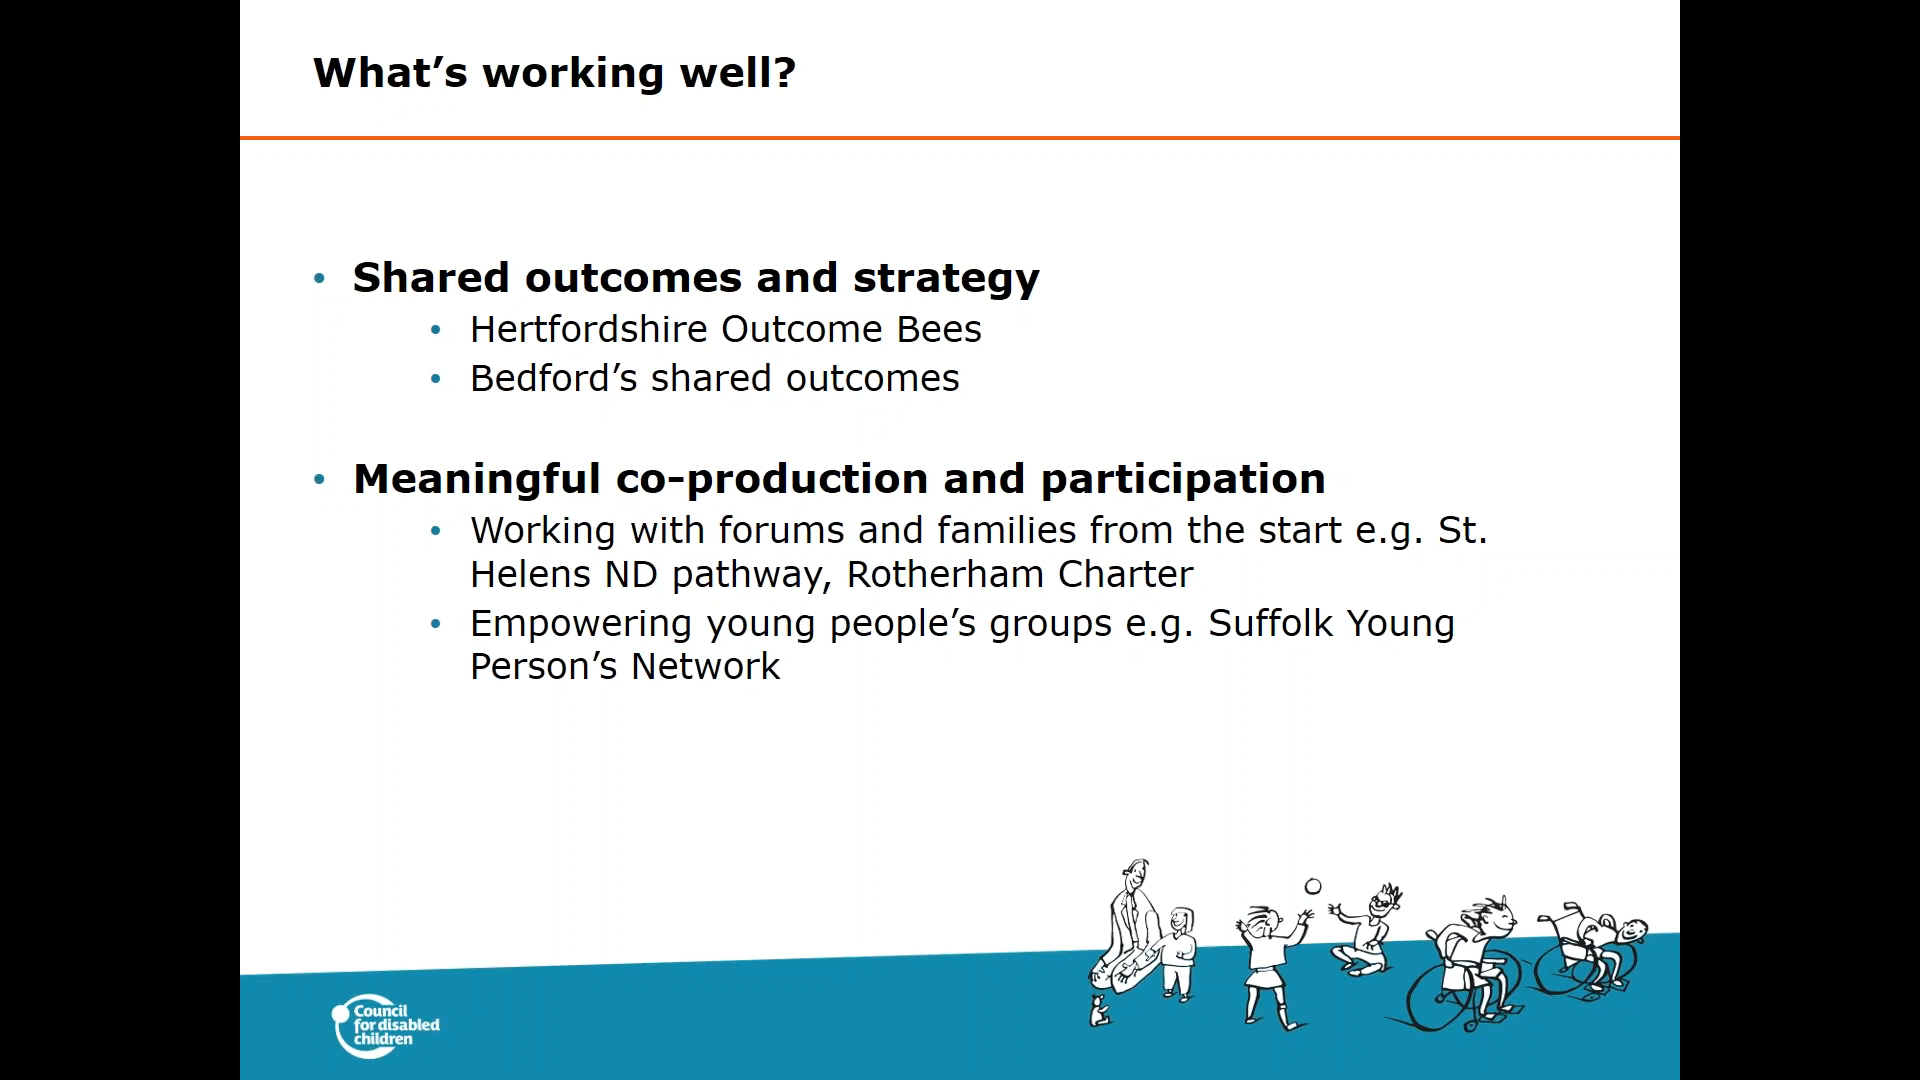 What’s working well?
• Shared outcomes and strategy
• Hertfordshire Outcome Bees
• Bedford’s shared outcomes
• Meaningful co-production and participation
• Working with forums and families from the start e.g. St.
Helens ND pathway, Rotherham Charter
• Empowering young people’s groups e.g. Suffolk Young
Person’s Network
Council
for disabled
children